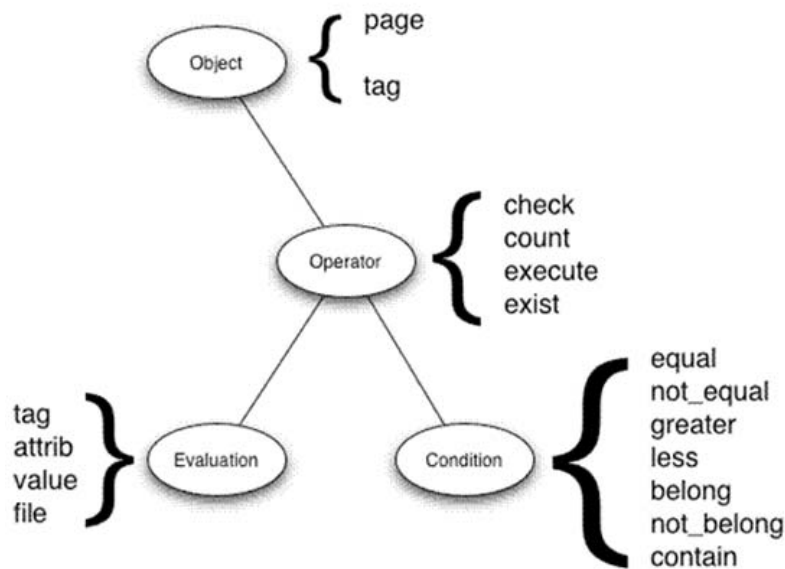 Object
page
tag
Operator
check
count
execute
exist
Evaluation
tag
attrib
value
file
Condition
equal
not_equal
greater
less
belong
not_belong
contain